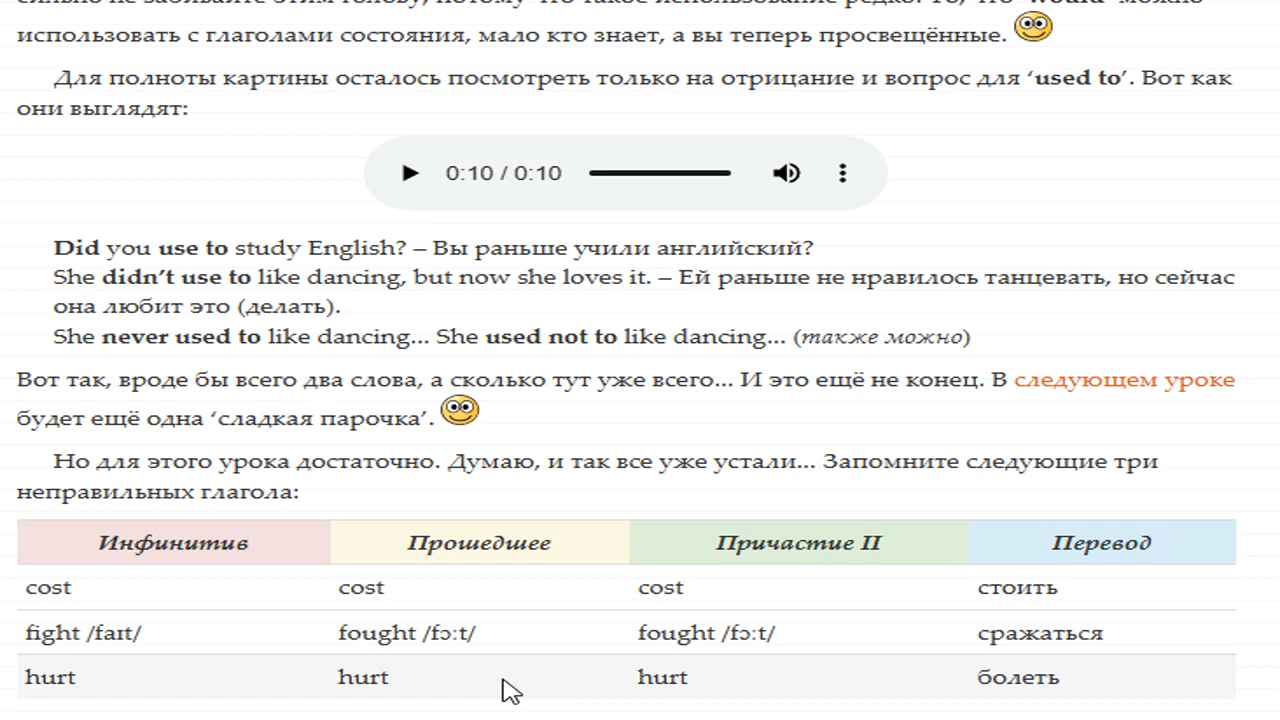 использовать с глаголами состояния, мало кто знает, а вы теперь просвещённые.
Для полноты картины осталось посмотреть только на отрицание и вопрос для ‘used to’. Вот как
они выглядят:
0:10 / 0:10
Did you use to study English? – Вы раньше учили английский?
She didn’t use to like dancing, but now she loves it. – Ей раньше не нравилось танцевать, но сейчас
она любит это (делать).
She never used to like dancing... She used not to like dancing... (также можно)
Вот так, вроде бы всего два слова, а сколько тут уже всего... И это ещё не конец. В следующем уроке
будет ещё одна ‘сладкая парочка’.
Но для этого урока достаточно. Думаю, и так все уже устали... Запомните следующие три
неправильных глагола:
Инфинитив Прошедшее Причастие II Перевод
cost cost cost стоить
fight /faɪt/ fought /fɔːt/ fought /fɔːt/ сражаться
hurt hurt hurt болеть